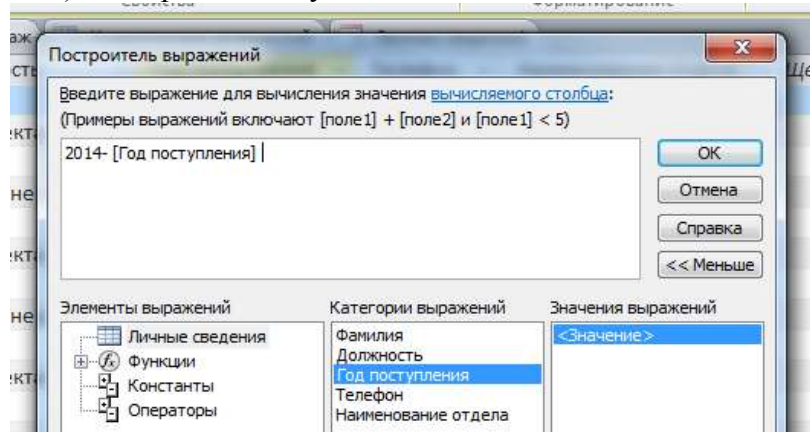 Построитель выражений
Введите выражение для вычисления значения вычисляемого столбца:
(Примеры выражений включают [поле1] + [поле2] и [поле1] < 5)
2014- [Год поступления]
ОК
Отмена
Справка
<< Меньше
Элементы выражений
Категории выражений
Значения выражений
Личные сведения
Функции
Константы
Операторы
Фамилия
Должность
Год поступления
Телефон
Наименование отдела
<Значение>